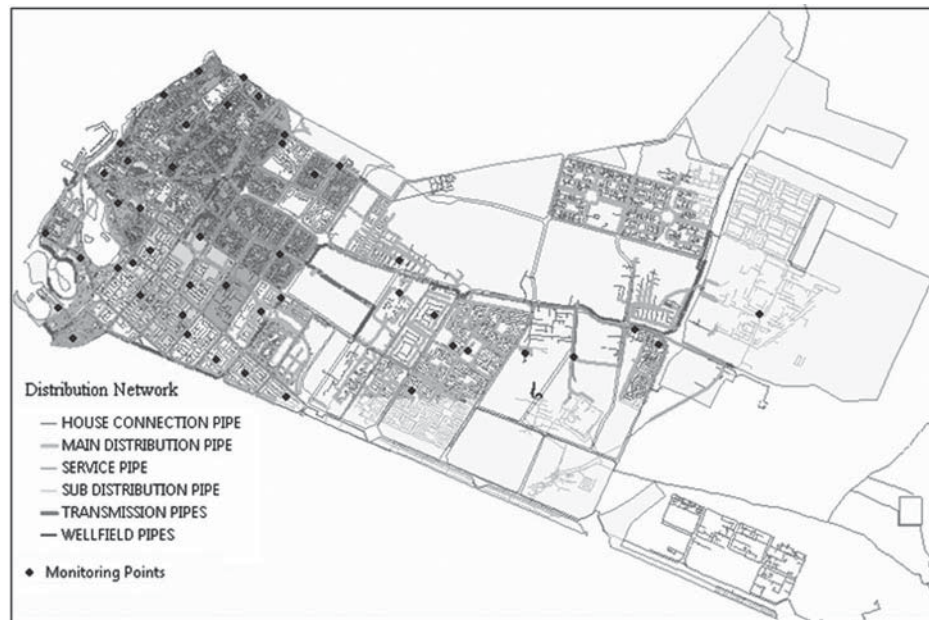 Distribution Network
HOUSE CONNECTION PIPE
MAIN DISTRIBUTION PIPE
SERVICE PIPE
SUB DISTRIBUTION PIPE
TRANSMISSION PIPES
WELLFIELD PIPES
Monitoring Points